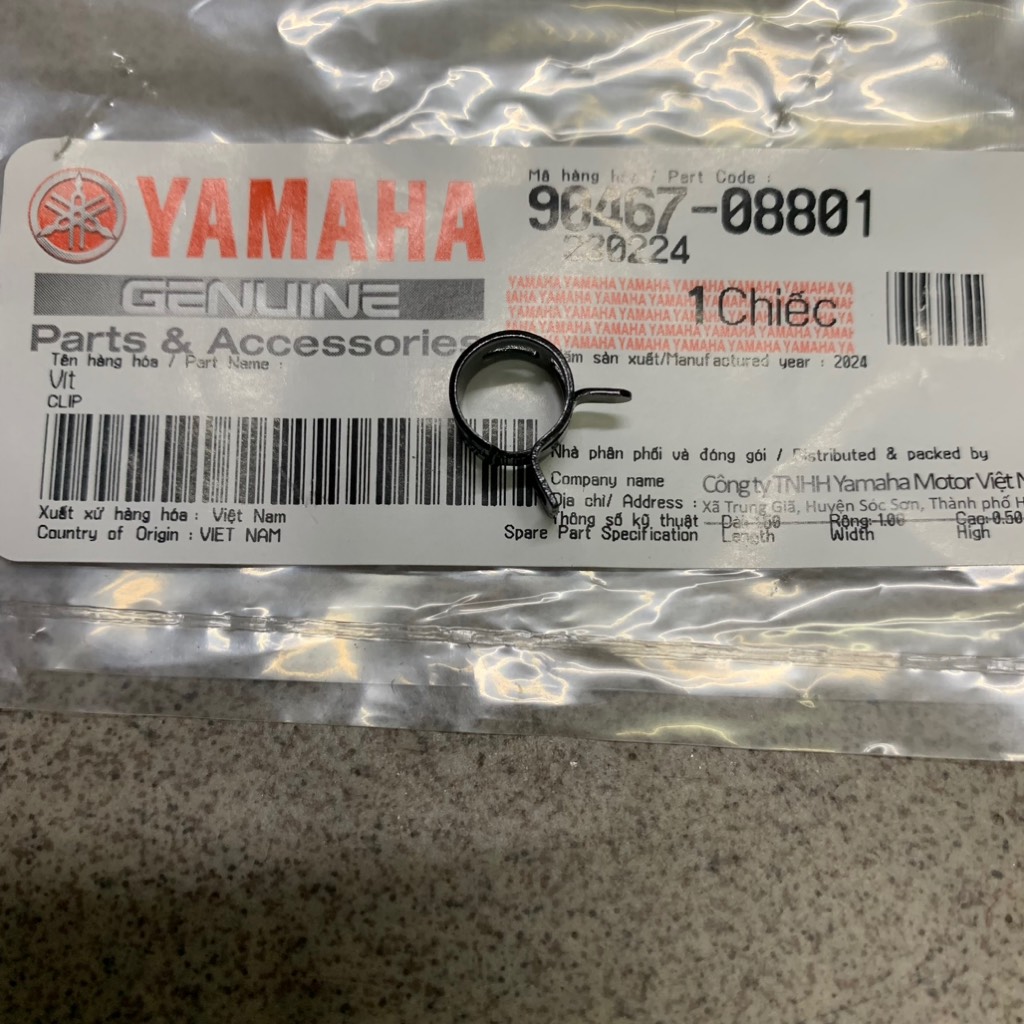 YAMAHA
GENUINE
Parts & Accessories
Mã hàng hóa / Part Code :
90467-08801
230224
YAMAHA YAMAHA YAMAHA YAMAHA YAMAHA YAMAHA
1 Chiếc
Tên hàng hóa / Part Name :
Vít
CLIP
Năm sản xuất/Manufactured year : 2024
Nhà phân phối và đóng gói / Distributed & packed by
Company name Công ty TNHH Yamaha Motor Việt N
Địa chỉ/ Address : Xã Trung Giã, Huyện Sóc Sơn, Thành phố H
Xuất xứ hàng hóa : Việt Nam
Country of Origin : VIET NAM
Thông số kỹ thuật Rộng:1.00 Cao:0.50
Spare Part Specification Length Width High